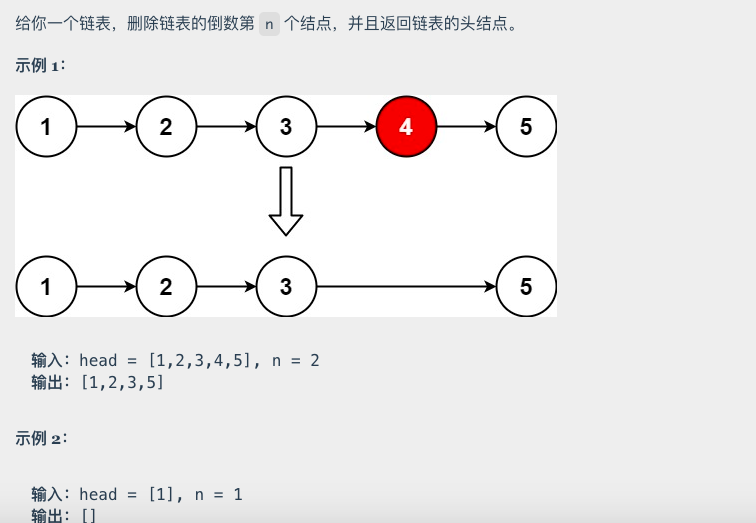 给你一个链表，删除链表的倒数第 n 个结点，并且返回链表的头结点。
示例 1：
1 2 3 4 5
1 2 3 5
输入：head = [1,2,3,4,5], n = 2
输出：[1,2,3,5]
示例 2：
输入：head = [1], n = 1
输出：[]